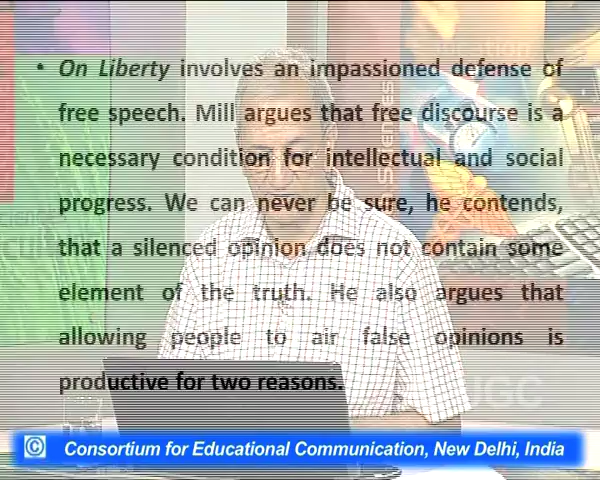 • On Liberty involves an impassioned defense of
free speech. Mill argues that free discourse is a
necessary condition for intellectual and social
progress. We can never be sure, he contends,
that a silenced opinion does not contain some
element of the truth. He also argues that
allowing people to air false opinions is
productive for two reasons.
UGC
© Consortium for Educational Communication, New Delhi, India